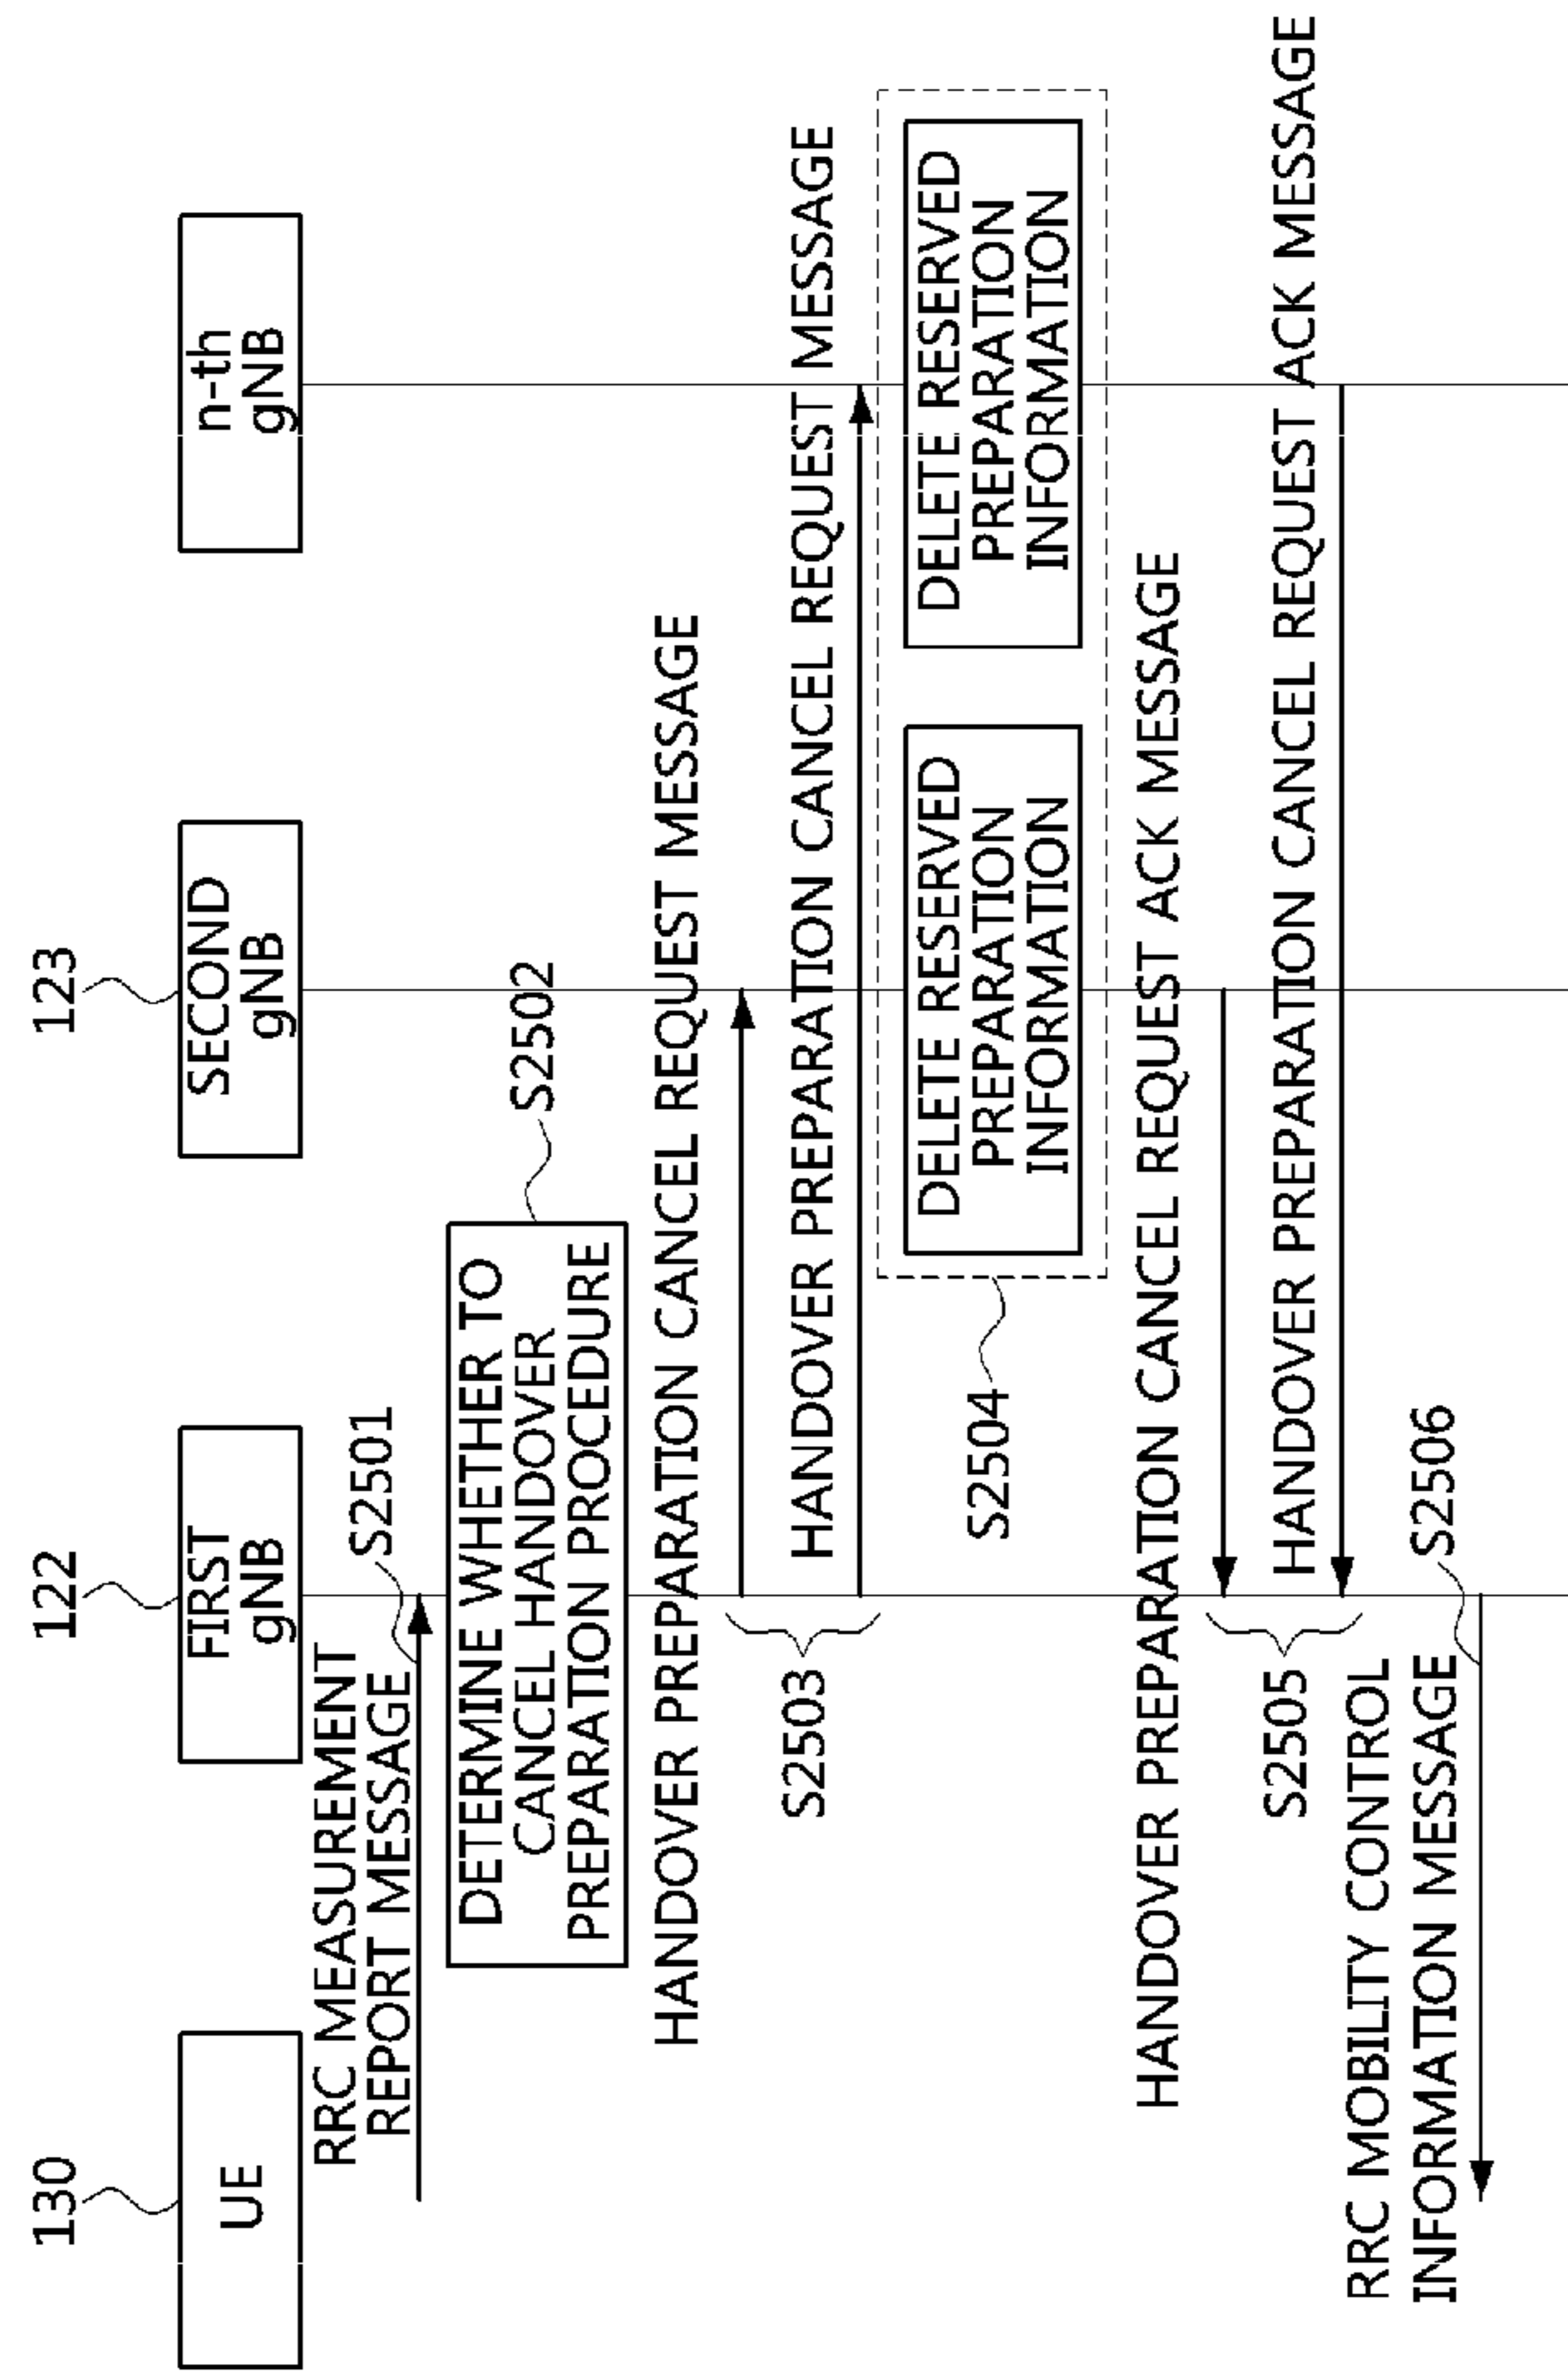 130
122
123
UE
FIRST
gNB
SECOND
gNB
n-th
gNB
RRC MEASUREMENT
REPORT MESSAGE
S2501
DETERMINE WHETHER TO
CANCEL HANDOVER
PREPARATION PROCEDURE
S2502
HANDOVER PREPARATION CANCEL REQUEST MESSAGE
S2503
HANDOVER PREPARATION CANCEL REQUEST MESSAGE
S2504
DELETE RESERVED
PREPARATION
INFORMATION
DELETE RESERVED
PREPARATION
INFORMATION
HANDOVER PREPARATION CANCEL REQUEST ACK MESSAGE
S2505
HANDOVER PREPARATION CANCEL REQUEST ACK MESSAGE
RRC MOBILITY CONTROL
INFORMATION MESSAGE
S2506